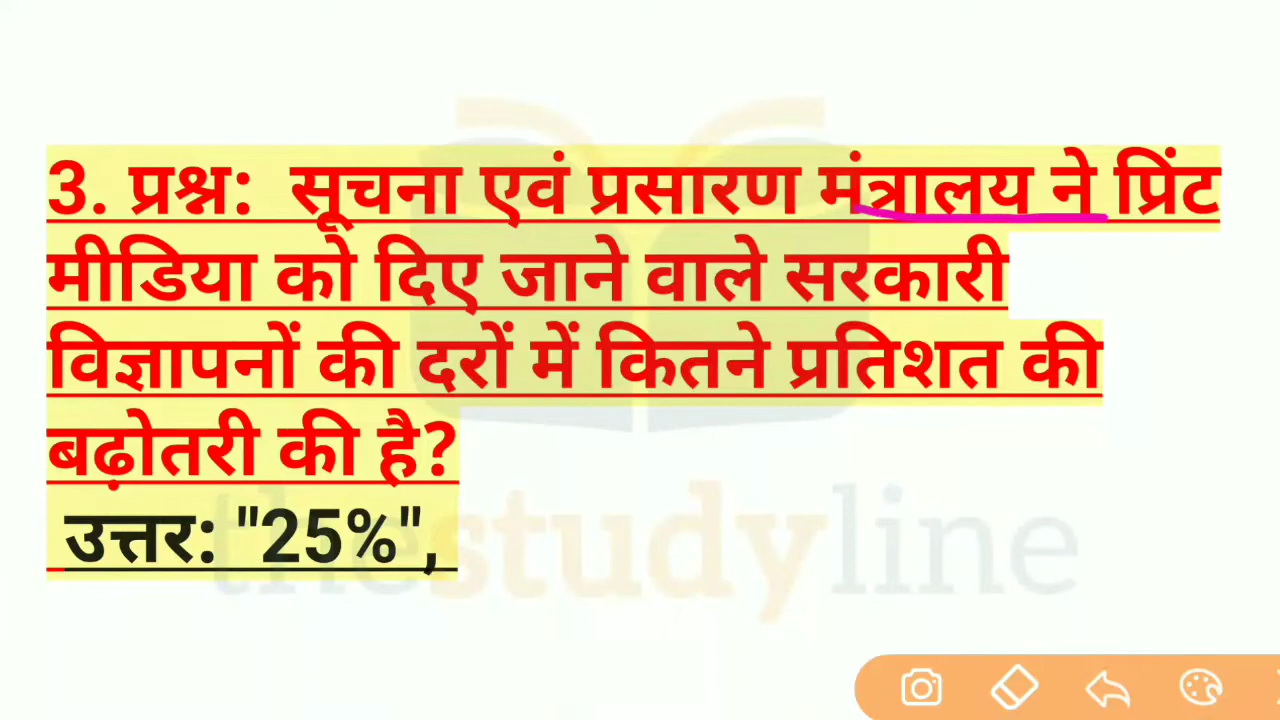 3. प्रश्न: सूचना एवं प्रसारण मंत्रालय ने प्रिंट
मीडिया को दिए जाने वाले सरकारी
विज्ञापनों की दरों में कितने प्रतिशत की
बढ़ोतरी की है?
उत्तर: "25%",
thestudyline